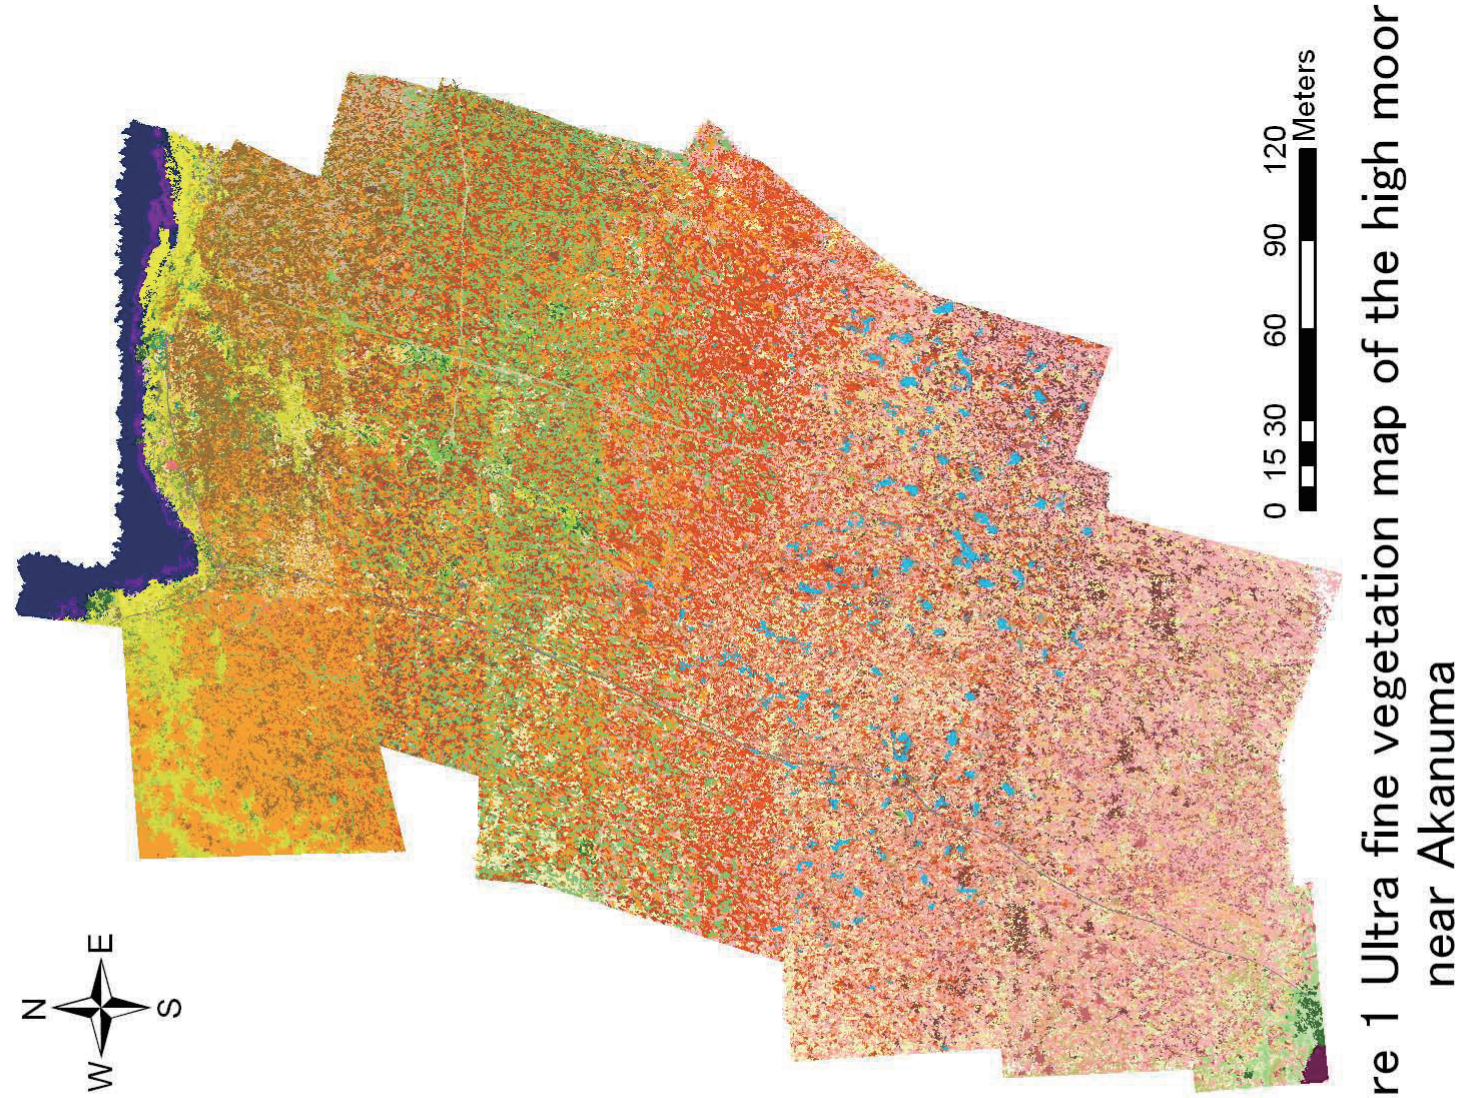 N
W E
S
0 15 30 60 90 120
Meters
re 1 Ultra fine vegetation map of the high moor
near Akanuma